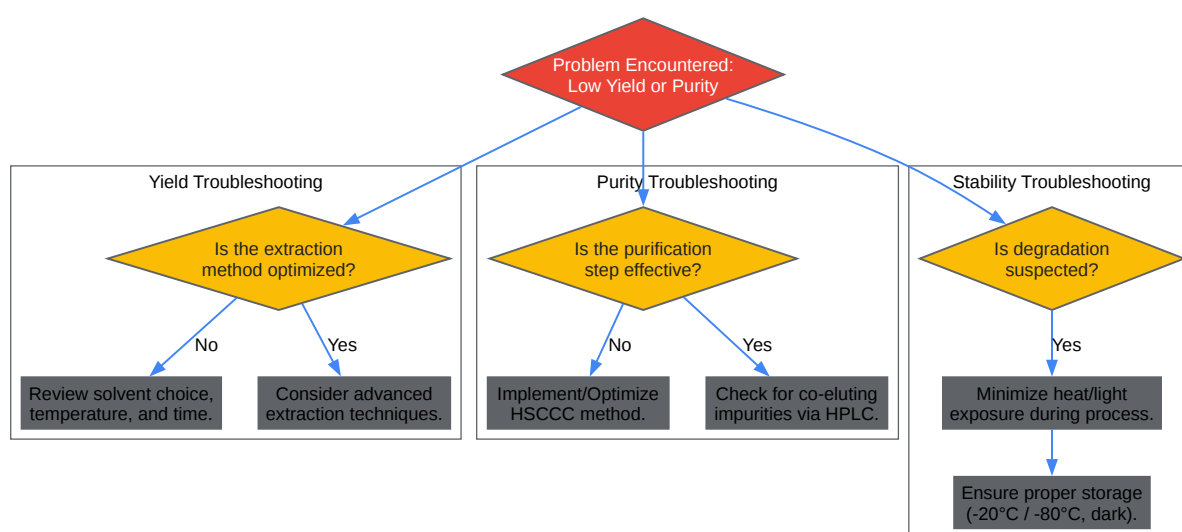 Problem Encountered:
Low Yield or Purity
Yield Troubleshooting
Is the extraction
method optimized?
No
Yes
Review solvent choice,
temperature, and time.
Consider advanced
extraction techniques.
Purity Troubleshooting
Is the purification
step effective?
No
Yes
Implement/Optimize
HSCCC method.
Check for co-eluting
impurities via HPLC.
Stability Troubleshooting
Is degradation
suspected?
Yes
Minimize heat/light
exposure during process.
Ensure proper storage
(-20°C / -80°C, dark).